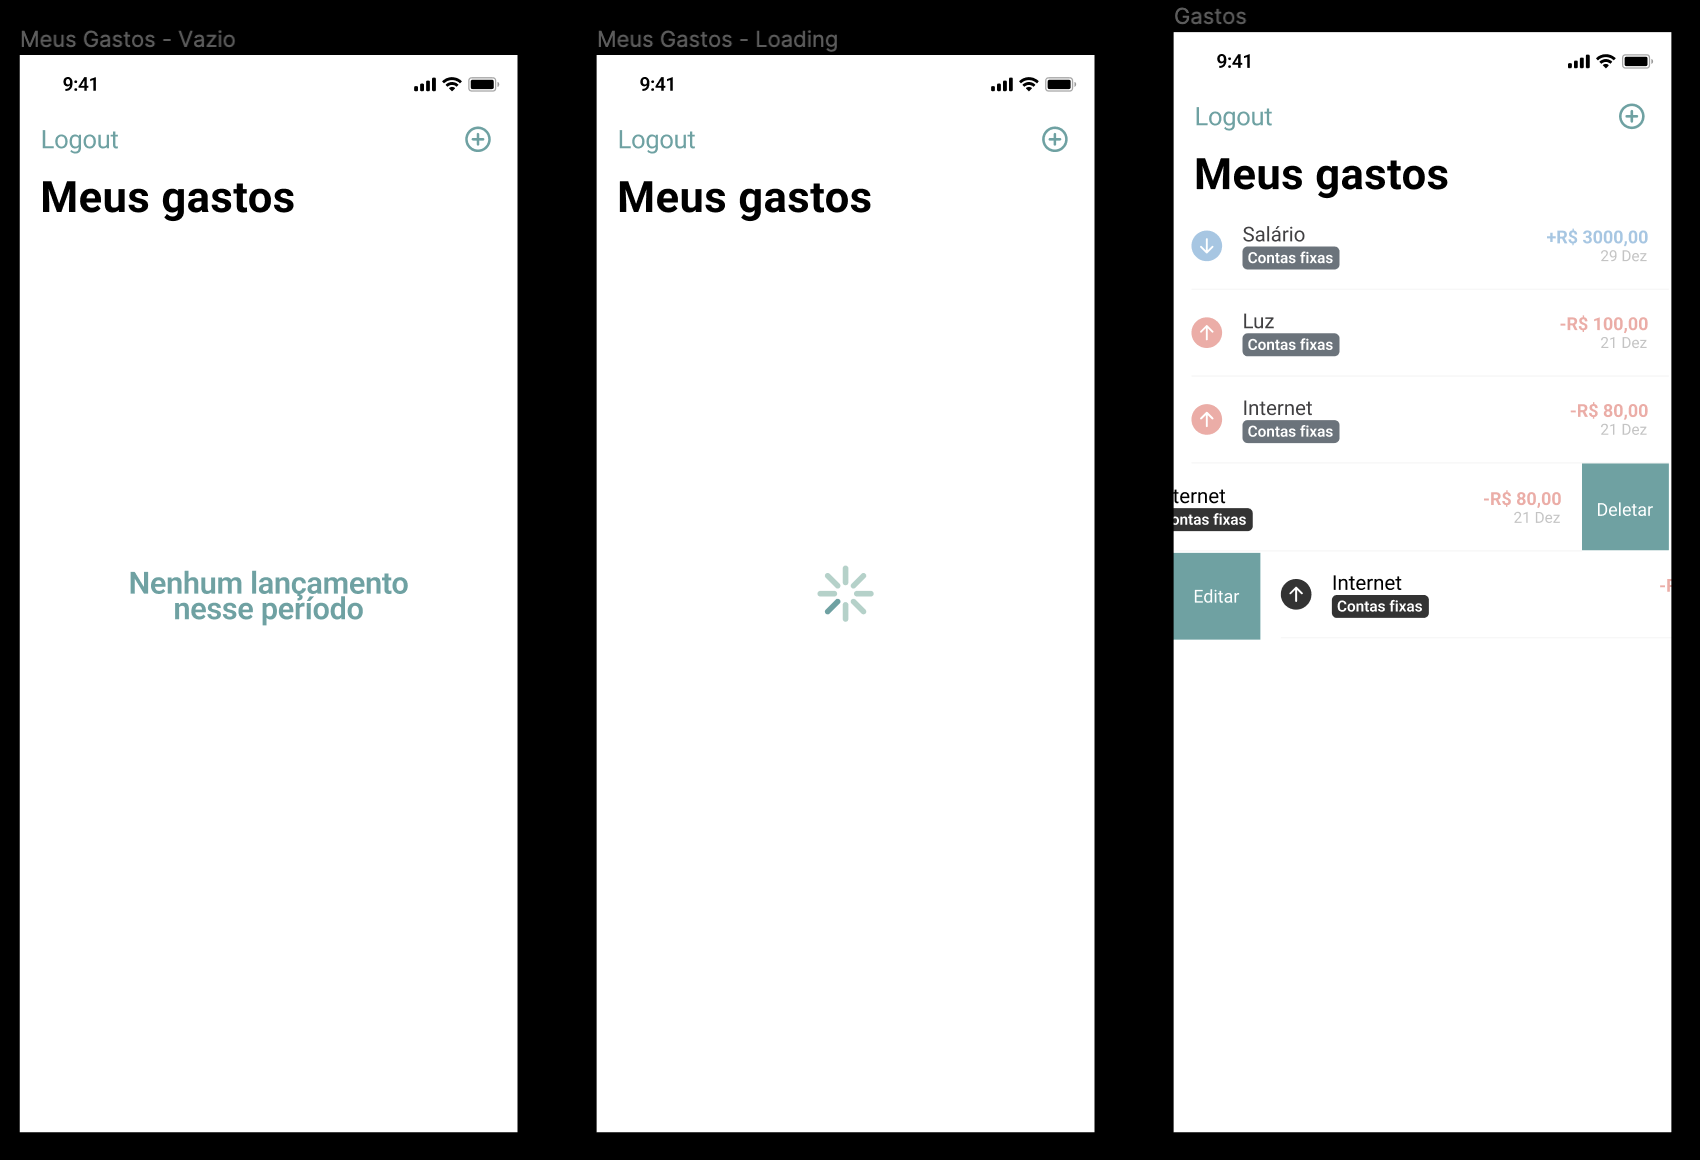 Meus Gastos - Vazio
9:41
Logout
Meus gastos
Nenhum lançamento
nesse período
Meus Gastos - Loading
9:41
Logout
Meus gastos
Gastos
9:41
Logout
Meus gastos
Salário
+R$ 3000,00
Contas fixas
29 Dez
Luz
-R$ 100,00
Contas fixas
21 Dez
Internet
-R$ 80,00
Contas fixas
21 Dez
ternet
-R$ 80,00
ontas fixas
21 Dez
Deletar
Editar
Internet
-R
Contas fixas